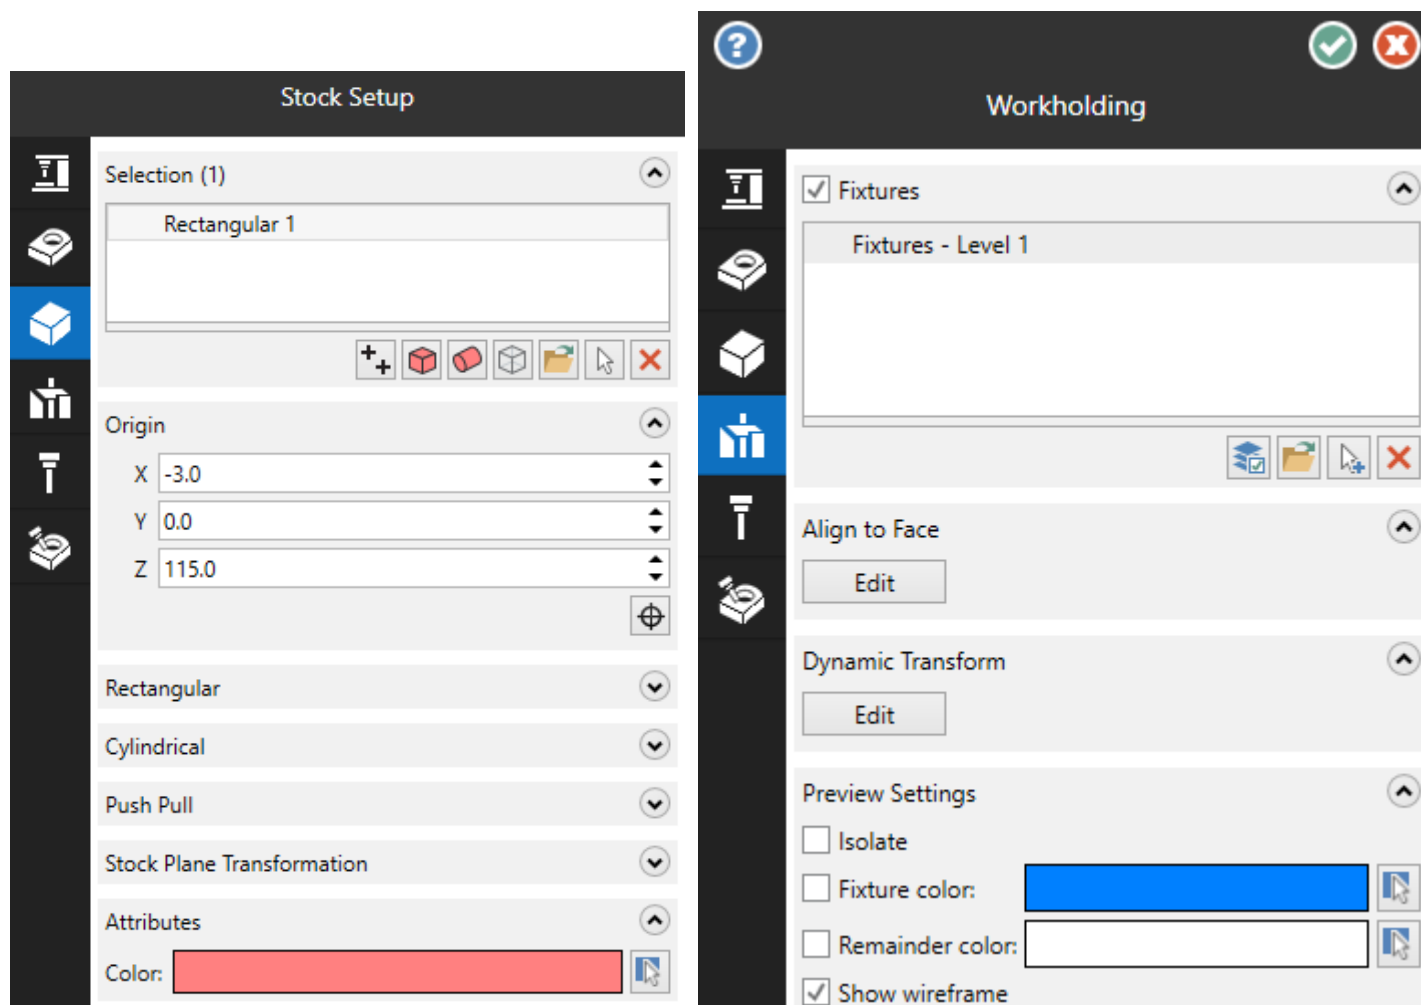 Stock Setup
Selection (1)
Rectangular 1
Origin
X -3.0
Y 0.0
Z 115.0
Rectangular
Cylindrical
Push Pull
Stock Plane Transformation
Attributes
Color:
?
Workholding
Fixtures
Fixtures - Level 1
Align to Face
Edit
Dynamic Transform
Edit
Preview Settings
Isolate
Fixture color:
Remainder color:
Show wireframe